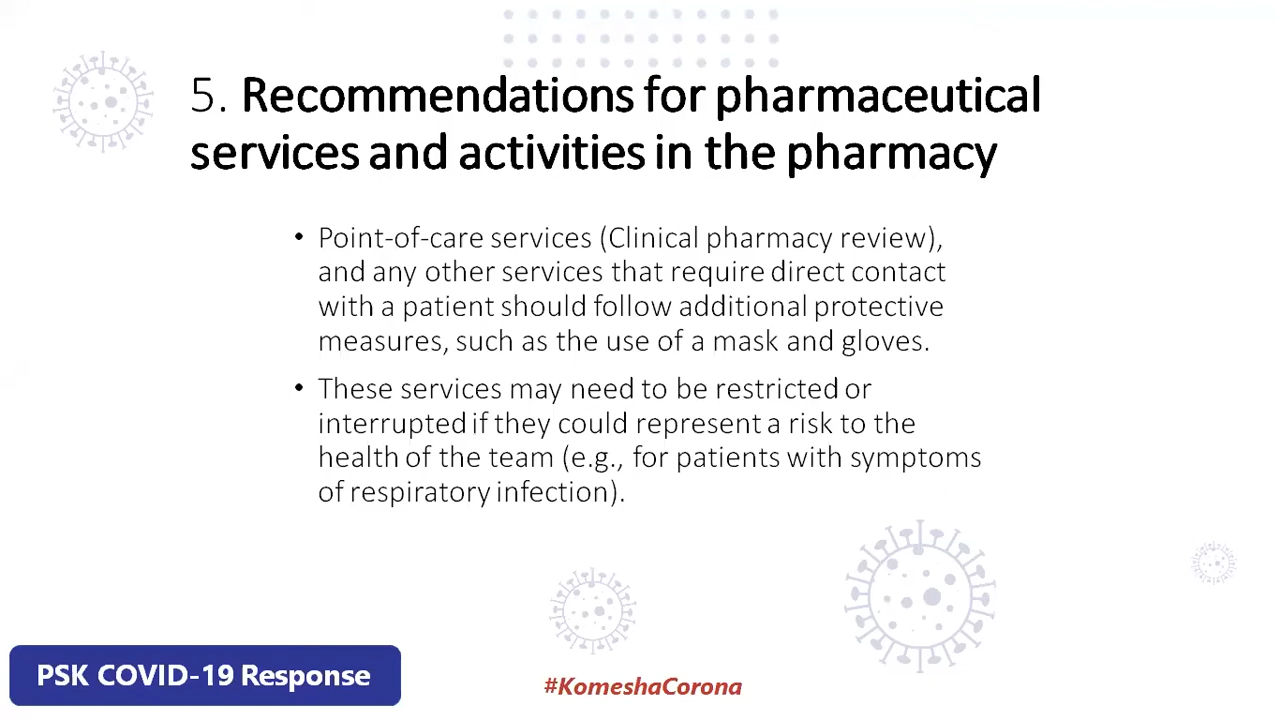 5. Recommendations for pharmaceutical
services and activities in the pharmacy
• Point-of-care services (Clinical pharmacy review),
and any other services that require direct contact
with a patient should follow additional protective
measures, such as the use of a mask and gloves.
• These services may need to be restricted or
interrupted if they could represent a risk to the
health of the team (e.g., for patients with symptoms
of respiratory infection).
PSK COVID-19 Response
#KomeshaCorona